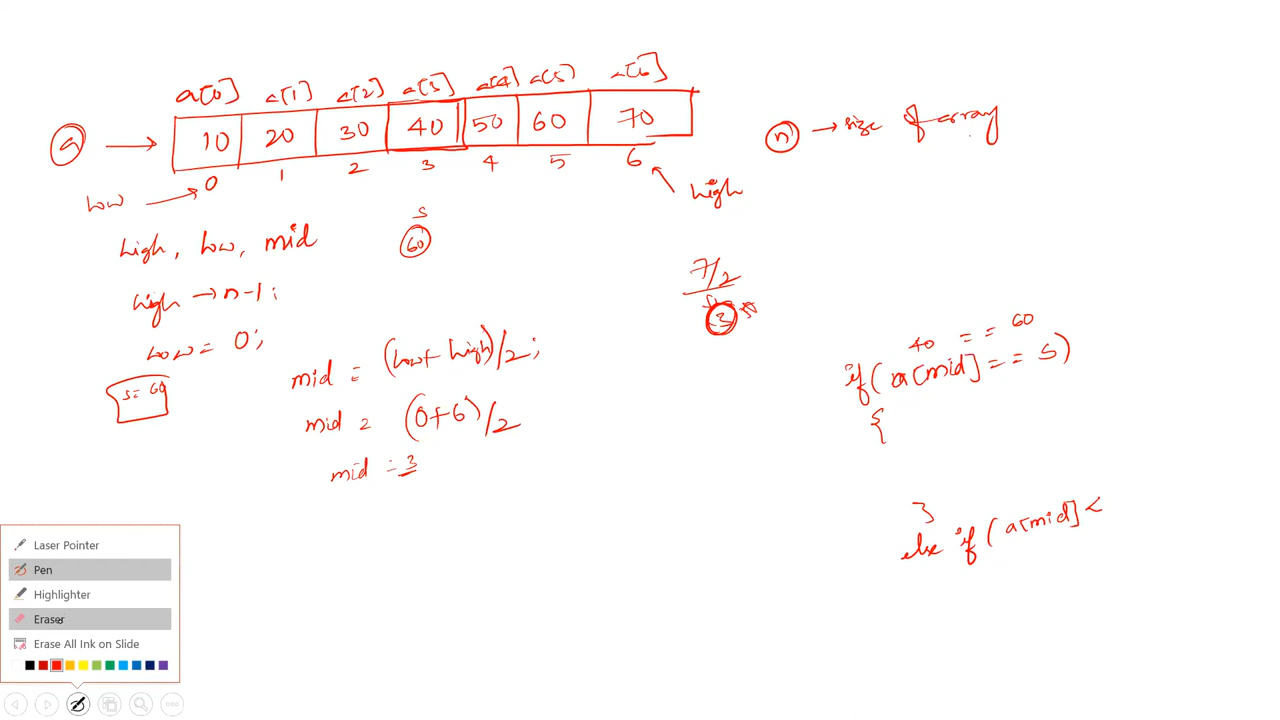 a[0] a[1] a[2] a[3] a[4] a[5] a[6]
a → 10 20 30 40 50 60 70
n → size of array
0 1 2 3 4 5 6
low
high
high, low, mid
s
60
high → n-1;
7/2
3
low = 0;
s = 60
mid = (low + high)/2;
mid = (0+6)/2
mid = 3
40 == 60
if( a[mid] == s)
{
}
else if ( a[mid] <
Laser Pointer
Pen
Highlighter
Eraser
Erase All Ink on Slide